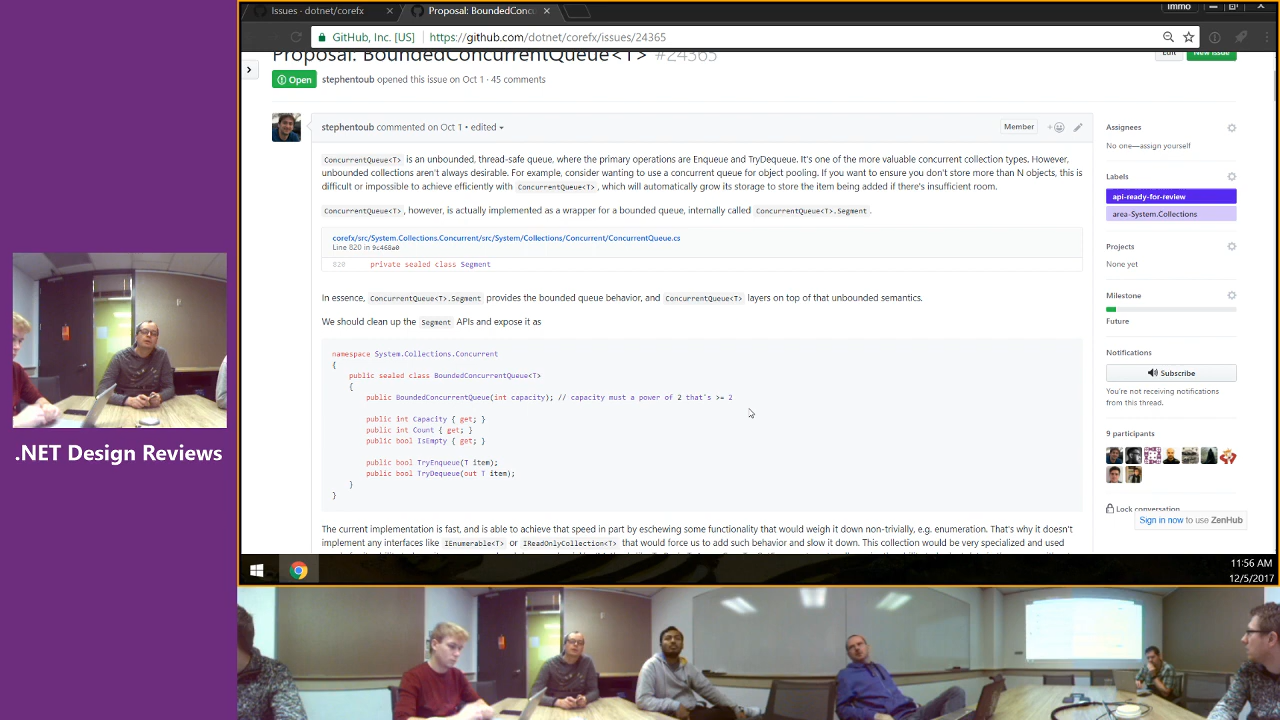 Issues · dotnet/corefx
Proposal: BoundedConcu
Immo
GitHub, Inc. [US]
https://github.com/dotnet/corefx/issues/24365
Proposal: BoundedConcurrentQueue<T> #24365
Edit
New issue
Open
stephentoub opened this issue on Oct 1 · 45 comments
stephentoub commented on Oct 1 • edited
Member
ConcurrentQueue<T> is an unbounded, thread-safe queue, where the primary operations are Enqueue and TryDequeue. It's one of the more valuable concurrent collection types. However,
unbounded collections aren't always desirable. For example, consider wanting to use a concurrent queue for object pooling. If you want to ensure you don't store more than N objects, this is
difficult or impossible to achieve efficiently with ConcurrentQueue<T>, which will automatically grow its storage to store the item being added if there's insufficient room.
ConcurrentQueue<T>, however, is actually implemented as a wrapper for a bounded queue, internally called ConcurrentQueue<T>.Segment.
corefx/src/System.Collections.Concurrent/src/System/Collections/Concurrent/ConcurrentQueue.cs
Line 820 in 9c468a0
820 private sealed class Segment
In essence, ConcurrentQueue<T>.Segment provides the bounded queue behavior, and ConcurrentQueue<T> layers on top of that unbounded semantics.
We should clean up the Segment APIs and expose it as
namespace System.Collections.Concurrent
{
public sealed class BoundedConcurrentQueue<T>
{
public BoundedConcurrentQueue(int capacity); // capacity must a power of 2 that's >= 2
public int Capacity { get; }
public int Count { get; }
public bool IsEmpty { get; }
public bool TryEnqueue(T item);
public bool TryDequeue(out T item);
}
}
The current implementation is fast, and is able to achieve that speed in part by eschewing some functionality that would weigh it down non-trivially, e.g. enumeration. That's why it doesn't
implement any interfaces like IEnumerable<T> or IReadOnlyCollection<T> that would force us to add such behavior and slow it down. This collection would be very specialized and used
Assignees
No one—assign yourself
Labels
api-ready-for-review
area-System.Collections
Projects
None yet
Milestone
Future
Notifications
Subscribe
You're not receiving notifications
from this thread.
9 participants
Lock conversation
Sign in now to use ZenHub
.NET Design Reviews
11:56 AM
12/5/2017